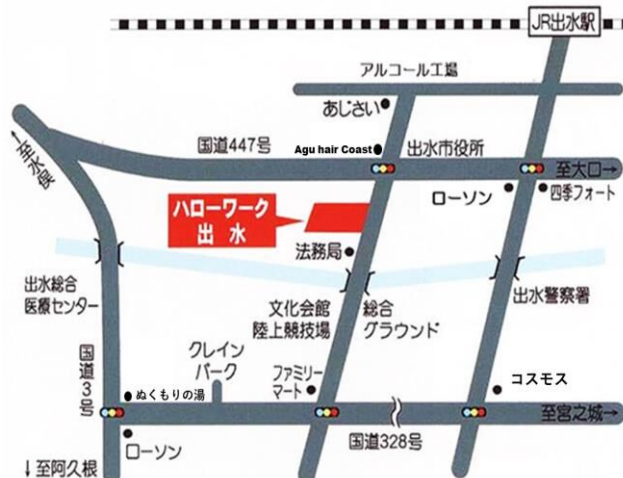 JR出水駅
アルコール工場
あじさい
国道447号
Agu hair Coast
出水市役所
至大口→
↑至水俣
ローソン
四季フォート
ハローワーク
出水
法務局
出水総合
医療センター
文化会館
陸上競技場
総合
グラウンド
出水警察署
国道3号
クレイン
パーク
ファミリー
マート
コスモス
ぬくもりの湯
至宮之城→
国道328号
ローソン
↓至阿久根